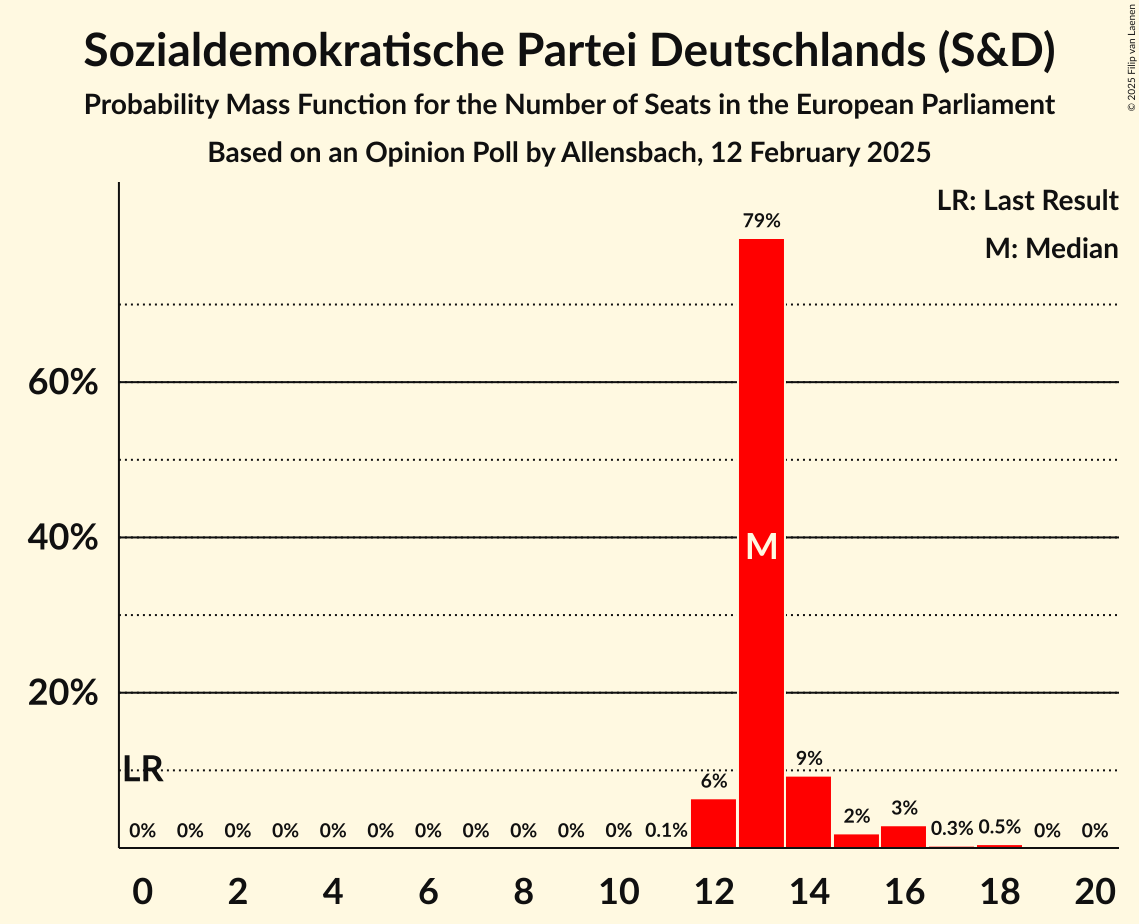 © 2025 Filip van Laenen
Sozialdemokratische Partei Deutschlands (S&D)
Probability Mass Function for the Number of Seats in the European Parliament
Based on an Opinion Poll by Allensbach, 12 February 2025
LR: Last Result
M: Median
79%
60%
40%
M
20%
LR
0% 0% 0% 0% 0% 0% 0% 0% 0% 0% 0% 0.1% 6% 9% 2% 3% 0.3% 0.5% 0% 0%
0 2 4 6 8 10 12 14 16 18 20